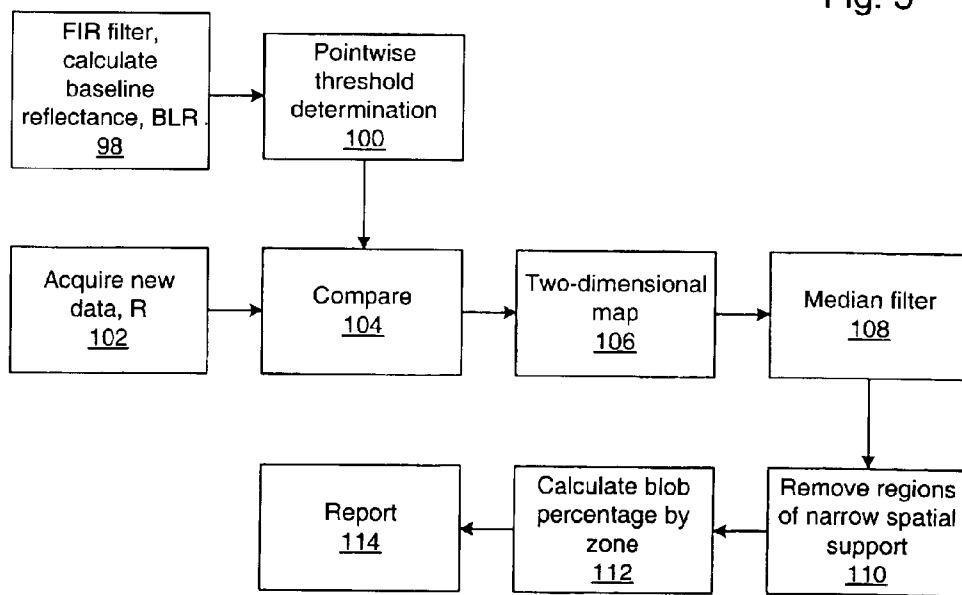 Fig.
FIR filter,
calculate
baseline
reflectance, BLR
98
Pointwise
threshold
determination
100
Acquire new
data, R
102
Compare
104
Two-dimensional
map
106
Median filter
108
Report
114
Calculate blob
percentage by
zone
112
Remove regions
of narrow spatial
support
110